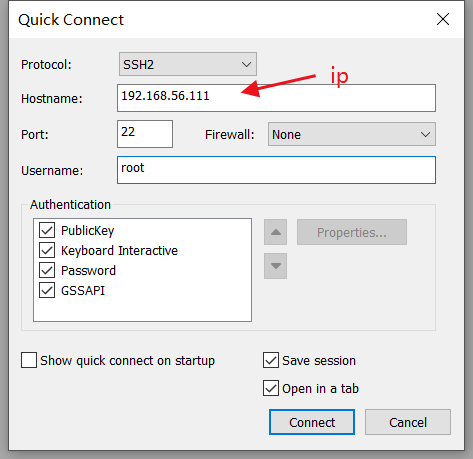 Quick Connect
Protocol: SSH2
ip
Hostname: 192.168.56.111
Port: 22 Firewall: None
Username: root
Authentication
PublicKey
Keyboard Interactive
Password
GSSAPI
Properties...
Show quick connect on startup
Save session
Open in a tab
Connect Cancel